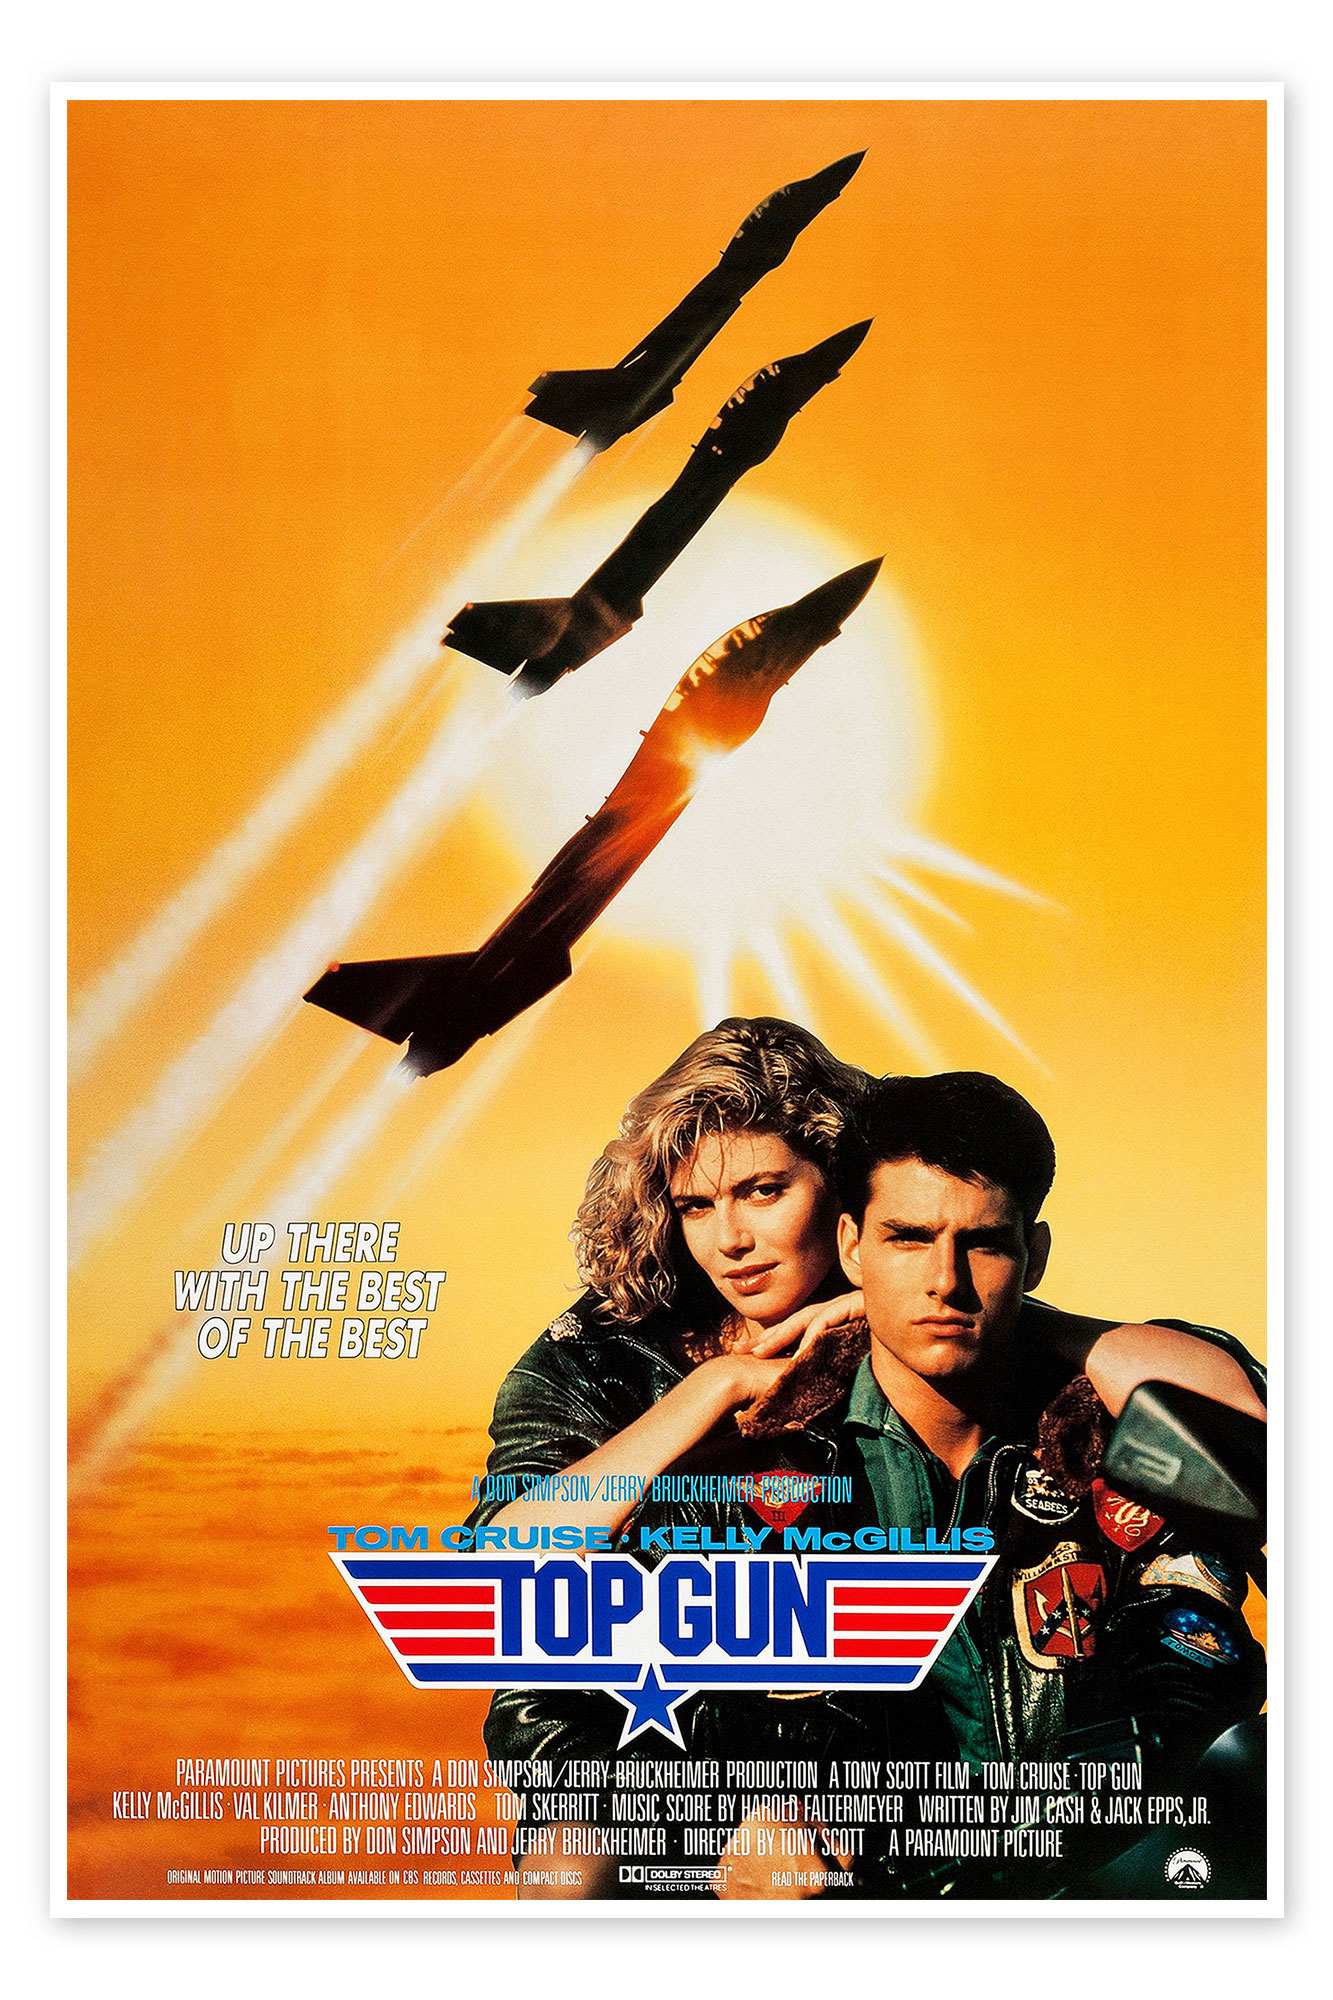 UP THERE
WITH THE BEST
OF THE BEST
A DON SIMPSON/JERRY BRUCKHEIMER PRODUCTION
TOM CRUISE · KELLY McGILLIS
TOP GUN
SEABEES
III
TOMCAT
PARAMOUNT PICTURES PRESENTS A DON SIMPSON/JERRY BRUCKHEIMER PRODUCTION A TONY SCOTT FILM · TOM CRUISE · TOP GUN
KELLY McGILLIS · VAL KILMER · ANTHONY EDWARDS TOM SKERRITT · MUSIC SCORE BY HAROLD FALTERMEYER WRITTEN BY JIM CASH & JACK EPPS, JR.
PRODUCED BY DON SIMPSON AND JERRY BRUCKHEIMER · DIRECTED BY TONY SCOTT A PARAMOUNT PICTURE
ORIGINAL MOTION PICTURE SOUNDTRACK ALBUM AVAILABLE ON CBS RECORDS, CASSETTES AND COMPACT DISCS
DOLBY STEREO ®
IN SELECTED THEATRES
READ THE PAPERBACK
Paramount